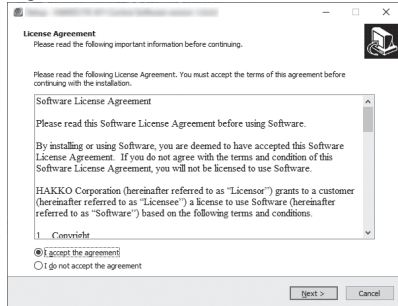 License Agreement
Please read the following important information before continuing.
Please read the following License Agreement. You must accept the terms of this agreement before
continuing with the installation.
Software License Agreement
Please read this Software License Agreement before using Software.
By installing or using Software, you are deemed to have accepted this Software
License Agreement.  If you do not agree with the terms and condition of this
Software License Agreement, you will not be licensed to use Software.
HAKKO Corporation (hereinafter referred to as “Licensor”) grants to a customer
(hereinafter referred to as “Licensee”) a license to use Software (hereinafter
referred to as “Software”) based on the following terms and conditions.
1. Copyright
I accept the agreement
I do not accept the agreement
Next >
Cancel